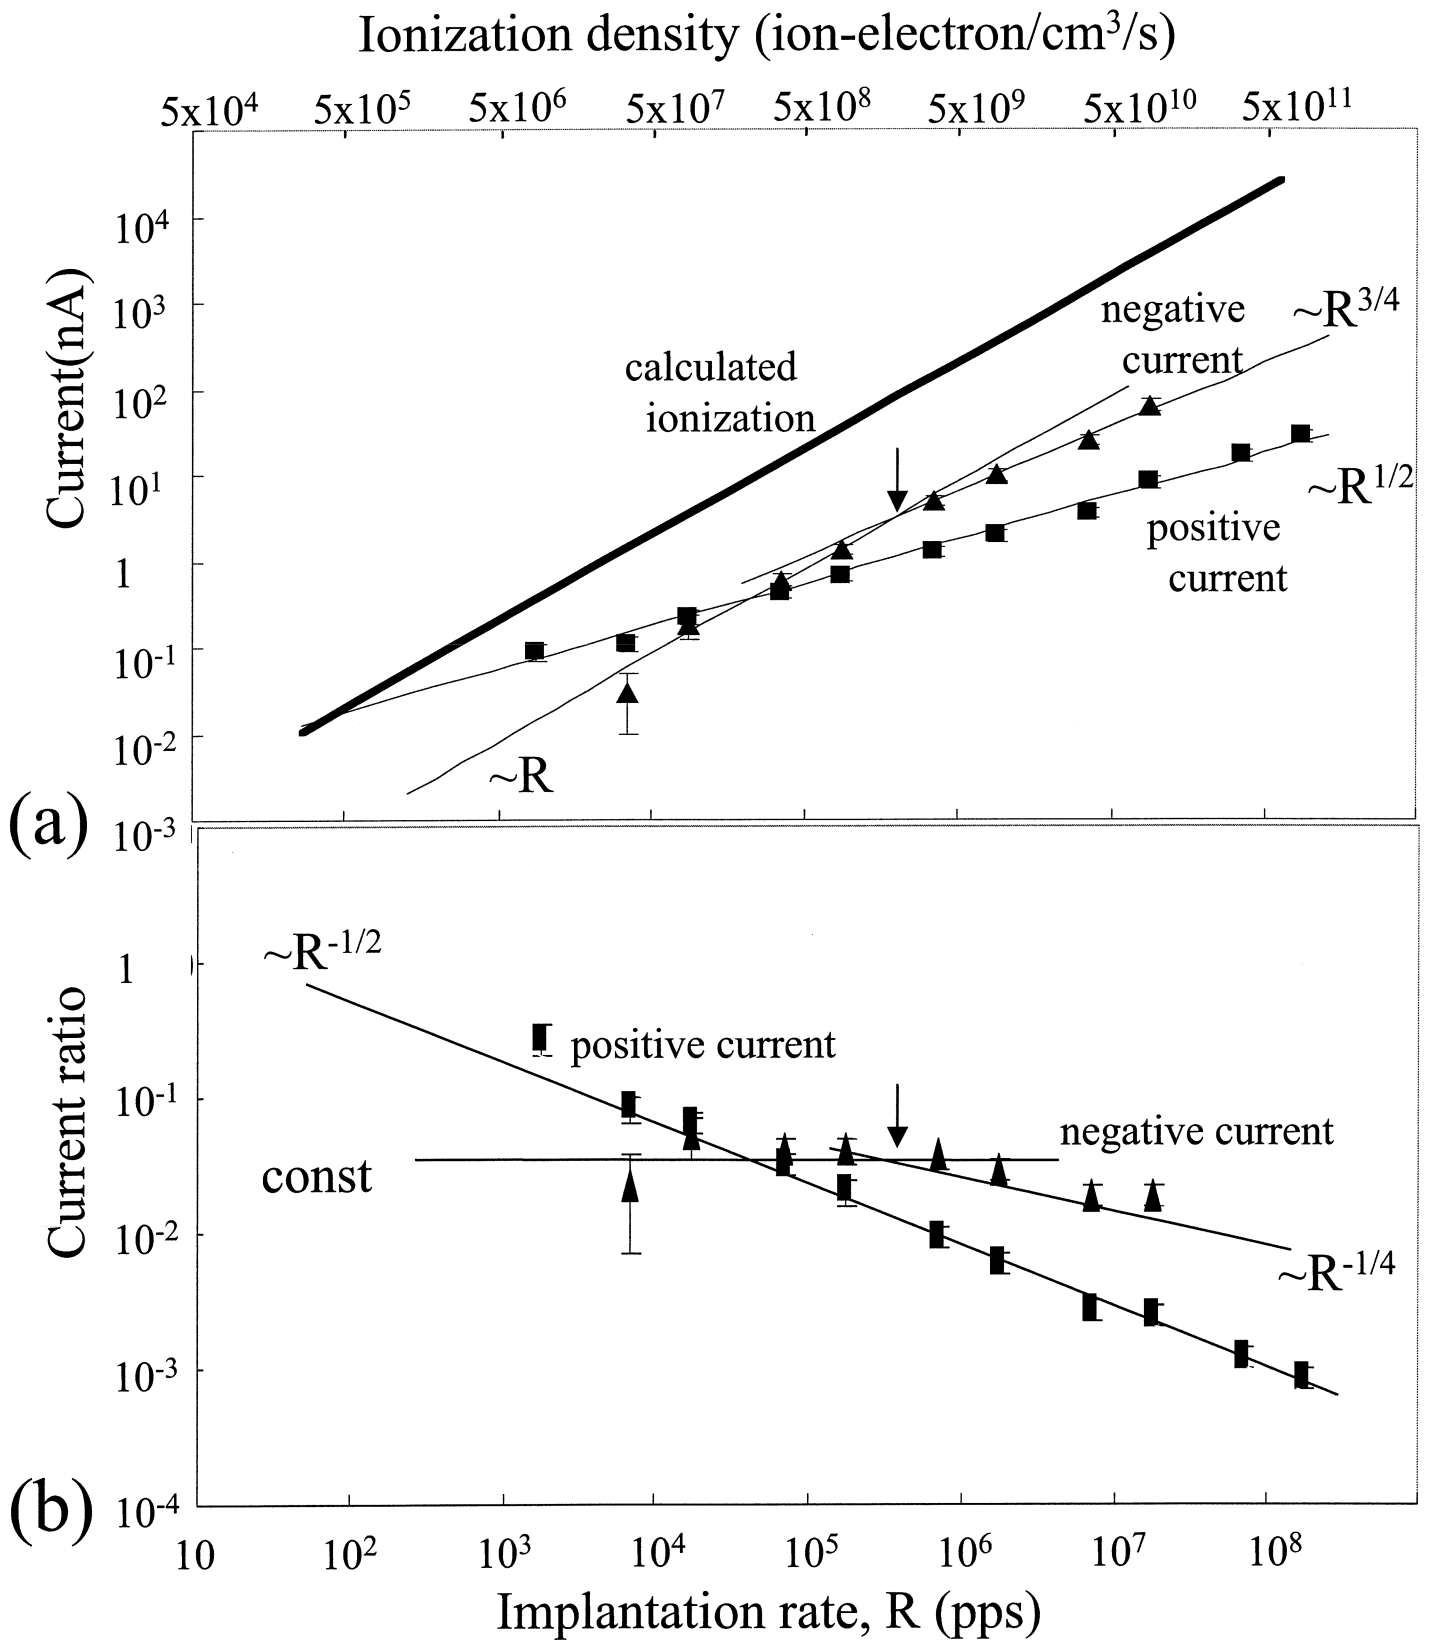 Ionization density (ion-electron/cm³/s)
5x10⁴ 5x10⁵ 5x10⁶ 5x10⁷ 5x10⁸ 5x10⁹ 5x10¹⁰ 5x10¹¹
Current(nA)
10⁴
10³
10²
10¹
1
10⁻¹
10⁻²
10⁻³
calculated
ionization
negative
current
~R³/⁴
~R¹/²
positive
current
~R
(a)
Current ratio
1
10⁻¹
10⁻²
10⁻³
10⁻⁴
~R⁻¹/²
positive current
negative current
const
~R⁻¹/⁴
(b)
10 10² 10³ 10⁴ 10⁵ 10⁶ 10⁷ 10⁸
Implantation rate, R (pps)